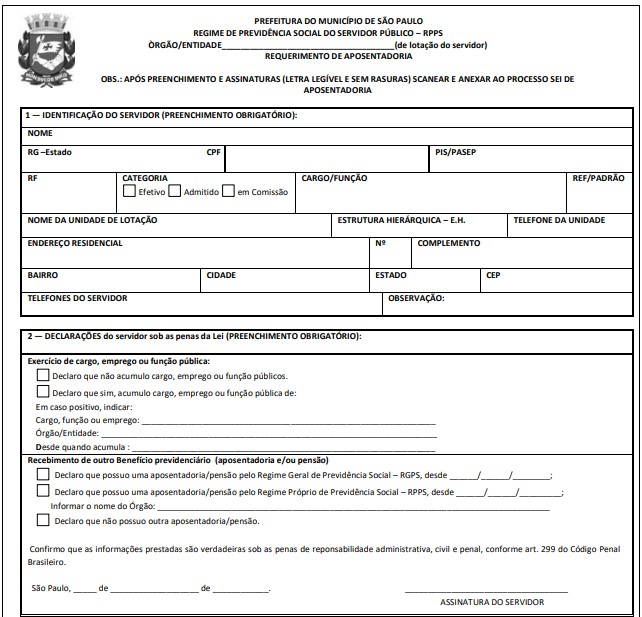 PREFEITURA DO MUNICÍPIO DE SÃO PAULO
REGIME DE PREVIDÊNCIA SOCIAL DO SERVIDOR PÚBLICO – RPPS
ÒRGÃO/ENTIDADE____________________________________(de lotação do servidor)
REQUERIMENTO DE APOSENTADORIA
OBS.: APÓS PREENCHIMENTO E ASSINATURAS (LETRA LEGÍVEL E SEM RASURAS) SCANEAR E ANEXAR AO PROCESSO SEI DE
APOSENTADORIA
1 — IDENTIFICAÇÃO DO SERVIDOR (PREENCHIMENTO OBRIGATÓRIO):
NOME
RG –Estado CPF PIS/PASEP
RF CATEGORIA CARGO/FUNÇÃO REF/PADRÃO
Efetivo Admitido em Comissão
NOME DA UNIDADE DE LOTAÇÃO ESTRUTURA HIERÁRQUICA – E.H. TELEFONE DA UNIDADE
ENDEREÇO RESIDENCIAL Nº COMPLEMENTO
BAIRRO CIDADE ESTADO CEP
TELEFONES DO SERVIDOR OBSERVAÇÃO:
2 — DECLARAÇÕES do servidor sob as penas da Lei (PREENCHIMENTO OBRIGATÓRIO):
Exercício de cargo, emprego ou função pública:
Declaro que não acumulo cargo, emprego ou função públicos.
Declaro que sim, acumulo cargo, emprego ou função pública de:
Em caso positivo, indicar:
Cargo, função ou emprego: ____________________________________________
Órgão/Entidade: ____________________________________________
Desde quando acumula : ____________________________________________
Recebimento de outro Benefício previdenciário (aposentadoria e/ou pensão)
Declaro que possuo uma aposentadoria/pensão pelo Regime Geral de Previdência Social – RGPS, desde ______/______/________;
Declaro que possuo uma aposentadoria/pensão pelo Regime Próprio de Previdência Social – RPPS, desde ______/______/_________;
Informar o nome do Órgão: ____________________________________________
Declaro que não possuo outra aposentadoria/pensão.
Confirmo que as informações prestadas são verdadeiras sob as penas de reponsabilidade administrativa, civil e penal, conforme art. 299 do Código Penal
Brasileiro.
São Paulo, _____ de ___________________ de ____________. ___________________________________
ASSINATURA DO SERVIDOR